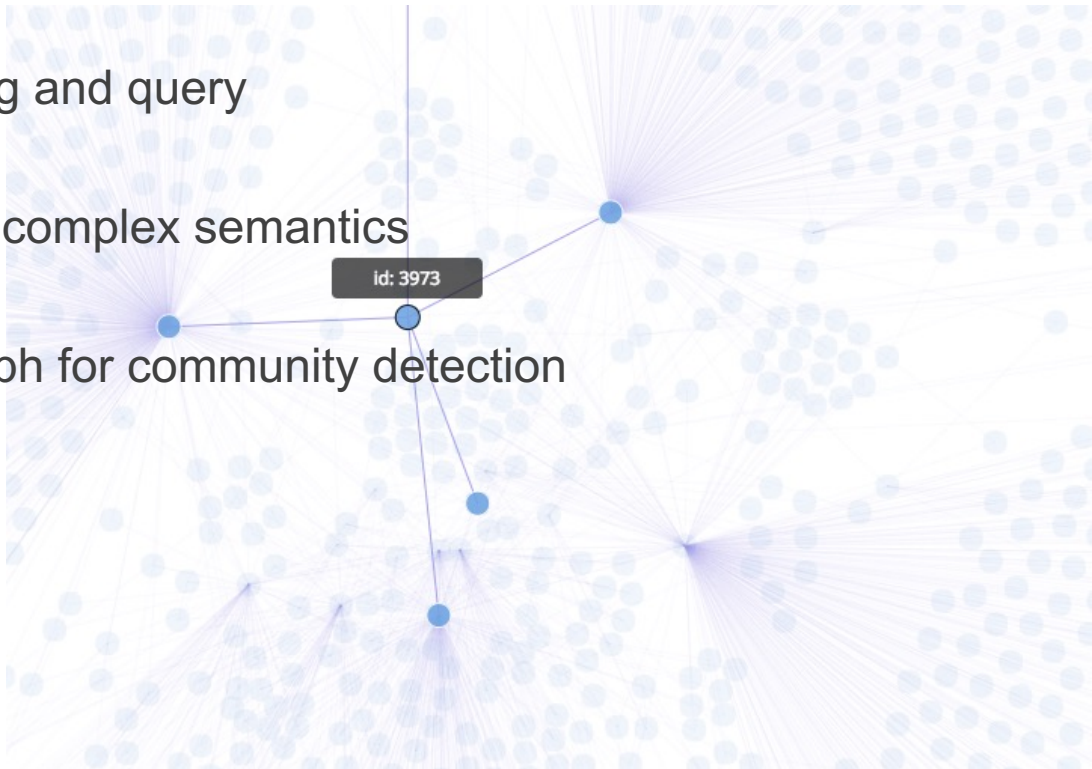 g and query
complex semantics
id: 3973
ph for community detection